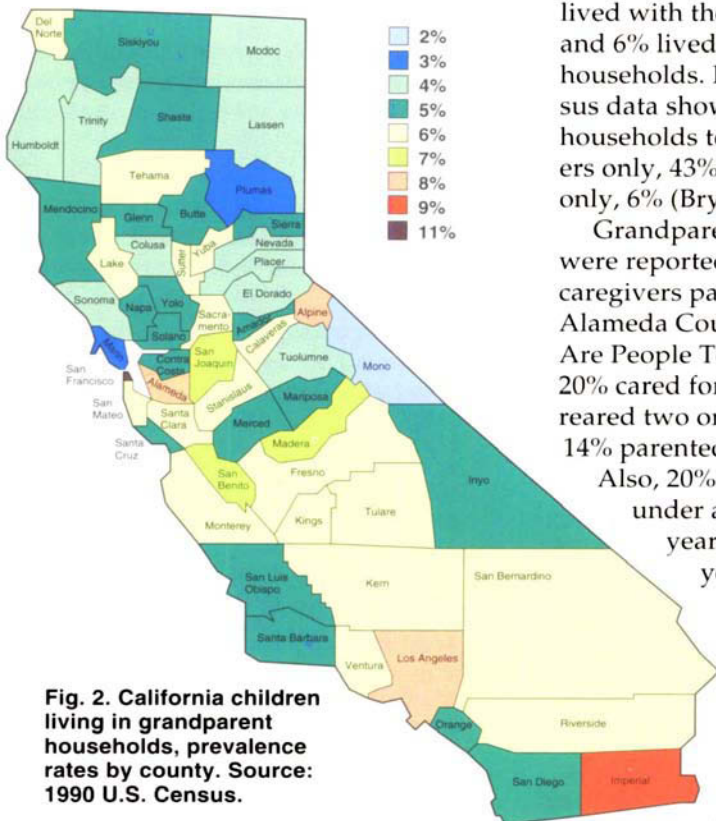 Del
Norte
Siskiyou
Modoc
Humboldt
Trinity
Shasta
Lassen
Tehama
Plumas
Mendocino
Glenn
Butte
Sierra
Lake
Colusa
Sutter
Yuba
Nevada
Placer
El Dorado
Sonoma
Napa
Yolo
Solano
Sacra-
mento
Amador
Alpine
Calaveras
Marin
Contra
Costa
San
Joaquin
Tuolumne
Mono
San
Francisco
Alameda
Stanislaus
Mariposa
San
Mateo
Santa
Clara
Merced
Santa
Cruz
Madera
San
Benito
Fresno
Inyo
Monterey
Kings
Tulare
San Luis
Obispo
Kern
San Bernardino
Santa Barbara
Ventura
Los Angeles
Orange
Riverside
San Diego
Imperial
2%
3%
4%
5%
6%
7%
8%
9%
11%
Fig. 2. California children
living in grandparent
households, prevalence
rates by county. Source:
1990 U.S. Census.
lived with the
and 6% lived
households.
sus data show
households to
ers only, 43%
only, 6% (Bry
Grandpare
were reported
caregivers pa
Alameda Cou
Are People T
20% cared for
reared two or
14% parented
Also, 20%
under a
year
y